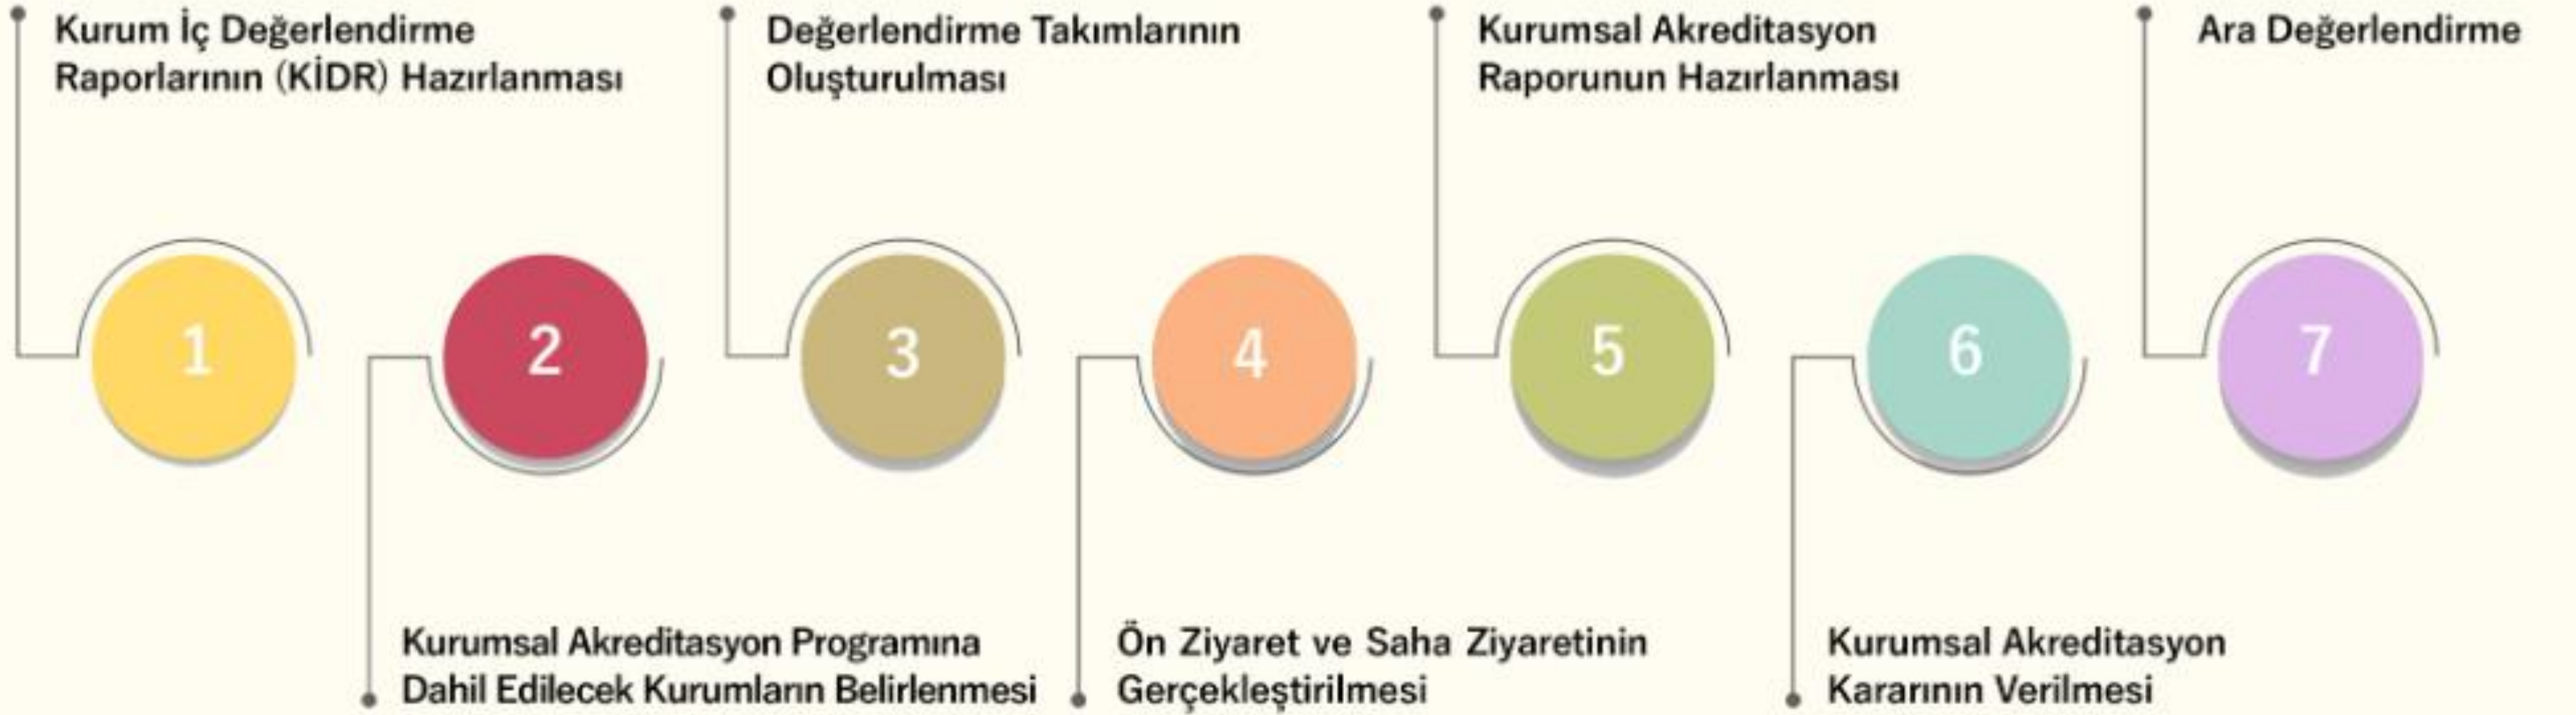 Kurum İç Değerlendirme
Raporlarının (KİDR) Hazırlanması
Değerlendirme Takımlarının
Oluşturulması
Kurumsal Akreditasyon
Raporunun Hazırlanması
Ara Değerlendirme
1
2
3
4
5
6
7
Kurumsal Akreditasyon Programına
Dahil Edilecek Kurumların Belirlenmesi
Ön Ziyaret ve Saha Ziyaretinin
Gerçekleştirilmesi
Kurumsal Akreditasyon
Kararının Verilmesi